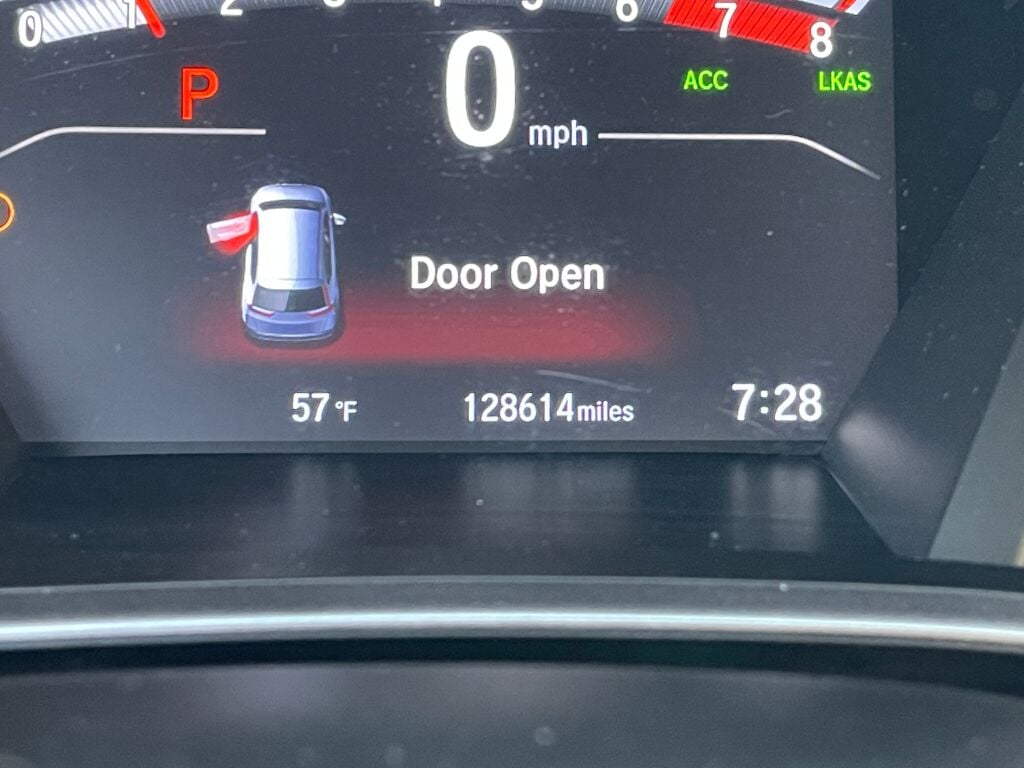 0 1 2 3 4 5 6 7 8
P 0 mph ACC LKAS
Door Open
57 °F 128614 miles 7:28